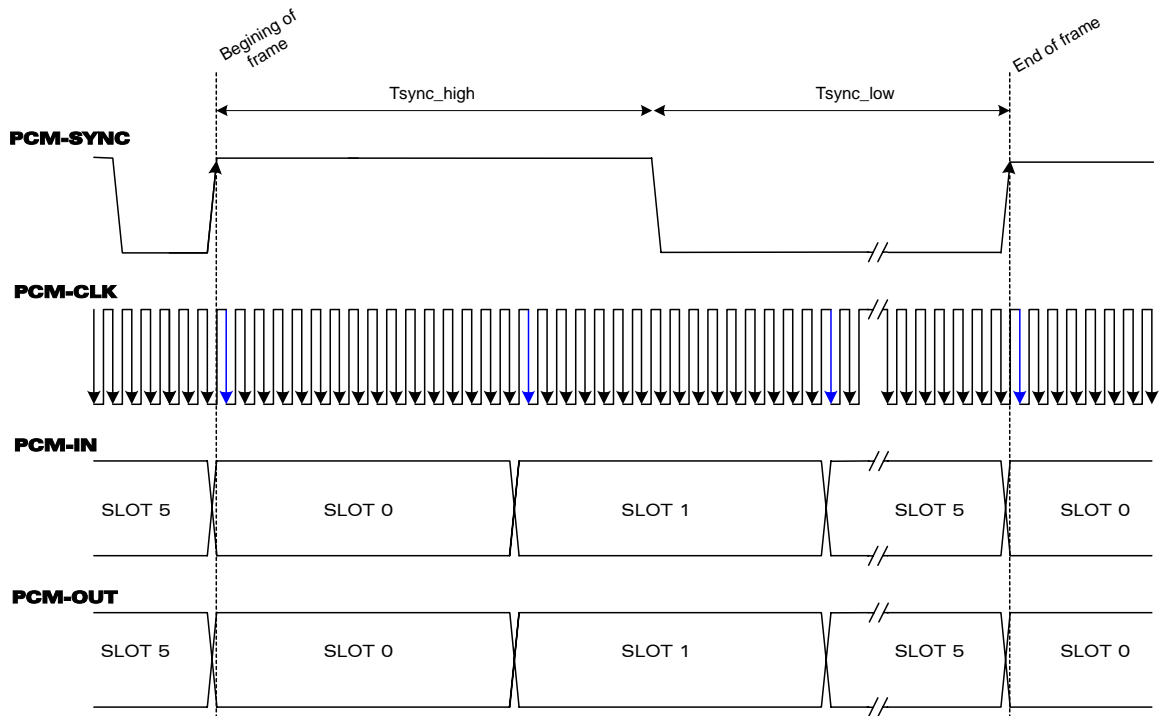 Begining of
frame
End of frame
Tsync_high
Tsync_low
PCM-SYNC
PCM-CLK
PCM-IN
SLOT 5
SLOT 0
SLOT 1
SLOT 5
SLOT 0
PCM-OUT
SLOT 5
SLOT 0
SLOT 1
SLOT 5
SLOT 0